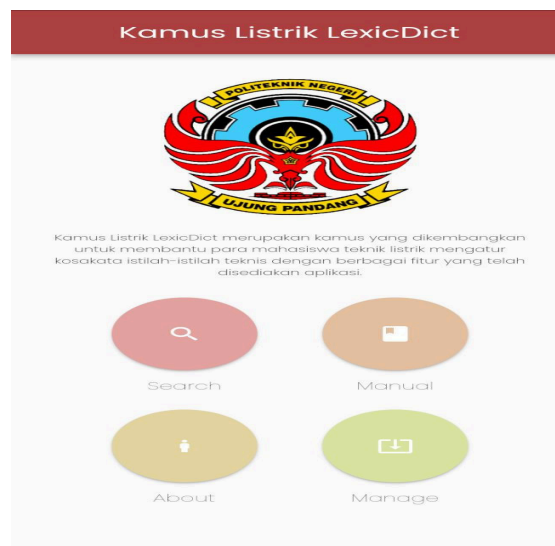 Kamus Listrik LexicDict
POLITEKNIK NEGERI
UJUNG PANDANG
Kamus Listrik LexicDict merupakan kamus yang dikembangkan
untuk membantu para mahasiswa teknik listrik mengatur
kosakata istilah-istilah teknis dengan berbagai fitur yang telah
disediakan aplikasi.
Search
Manual
About
Manage